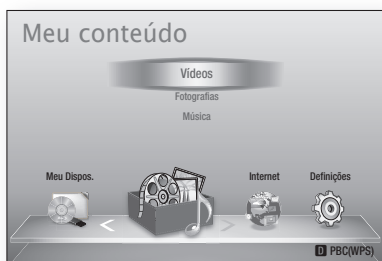 Meu conteúdo
Vídeos
Fotografias
Música
Meu Dispos.
Internet
Definições
D PBC(WPS)